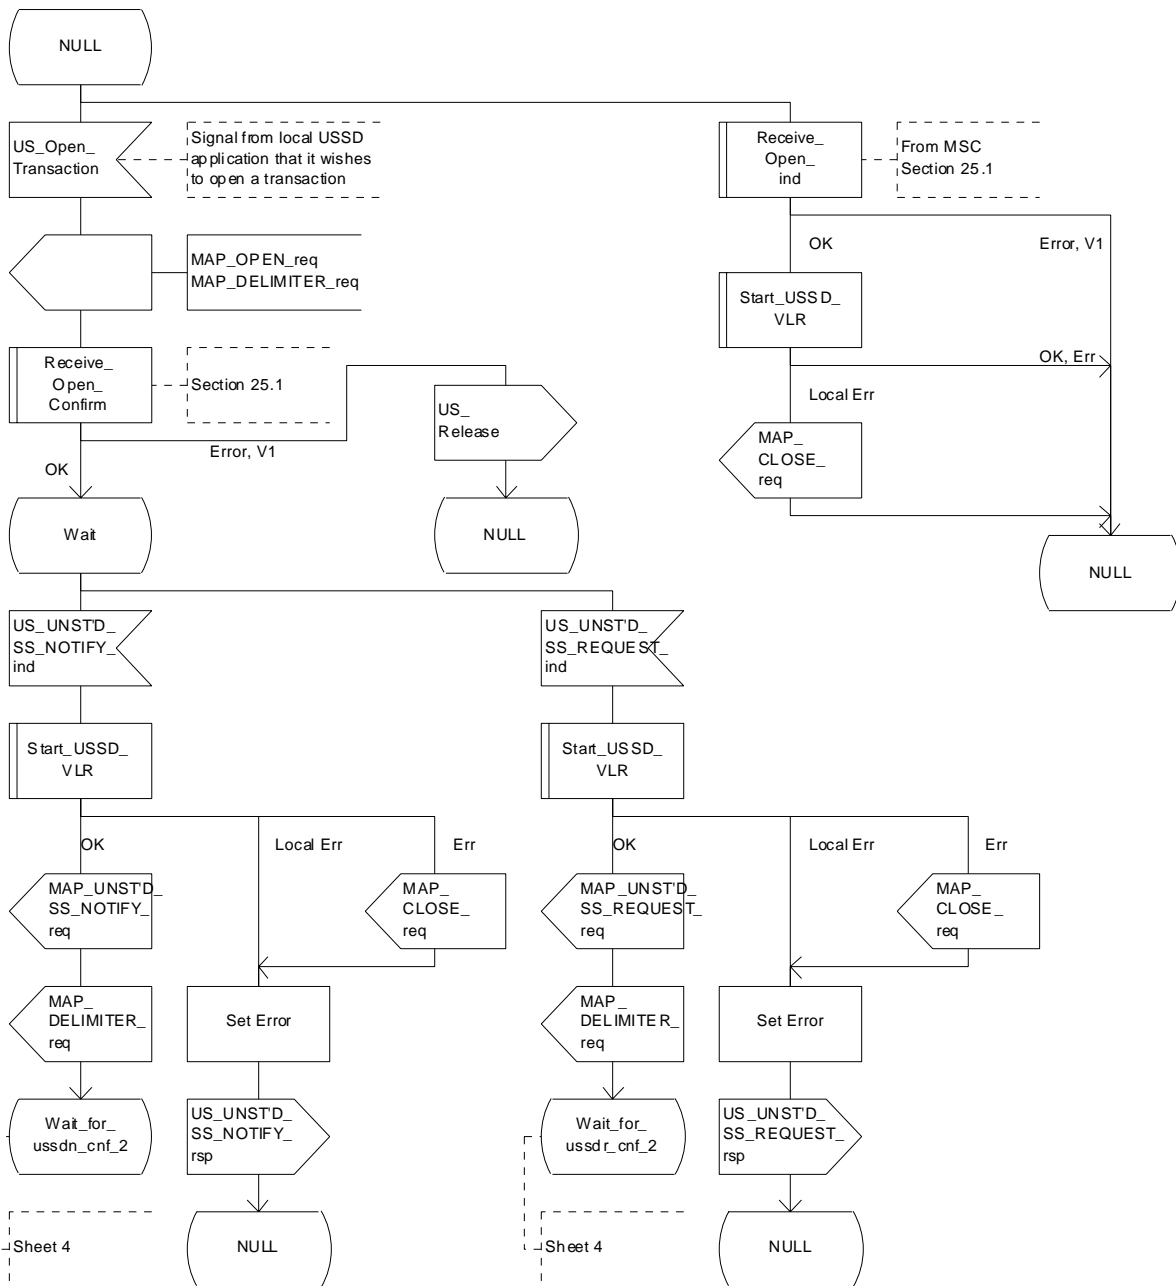 NULL
US_Open_
Transaction
Signal from local USSD
application that it wishes
to open a transaction
Receive_
Open_
ind
From MSC
Section 25.1
OK
Error, V1
MAP_OPEN_req
MAP_DELIMITER_req
Start_USSD_
VLR
OK, Err
Local Err
Receive_
Open_
Confirm
Section 25.1
US_
Release
MAP_
CLOSE_
req
Error, V1
OK
Wait
NULL
NULL
US_UNST'D_
SS_NOTIFY_
ind
US_UNST'D_
SS_REQUEST_
ind
Start_USSD_
VLR
Start_USSD_
VLR
OK
Local Err
Err
OK
Local Err
Err
MAP_UNST'D_
SS_NOTIFY_
req
MAP_
CLOSE_
req
MAP_UNST'D_
SS_REQUEST_
req
MAP_
CLOSE_
req
MAP_
DELIMITER_
req
Set Error
MAP_
DELIMITER_
req
Set Error
Wait_for_
ussdn_cnf_2
US_UNST'D_
SS_NOTIFY_
rsp
Wait_for_
ussdr_cnf_2
US_UNST'D_
SS_REQUEST_
rsp
Sheet 4
NULL
Sheet 4
NULL